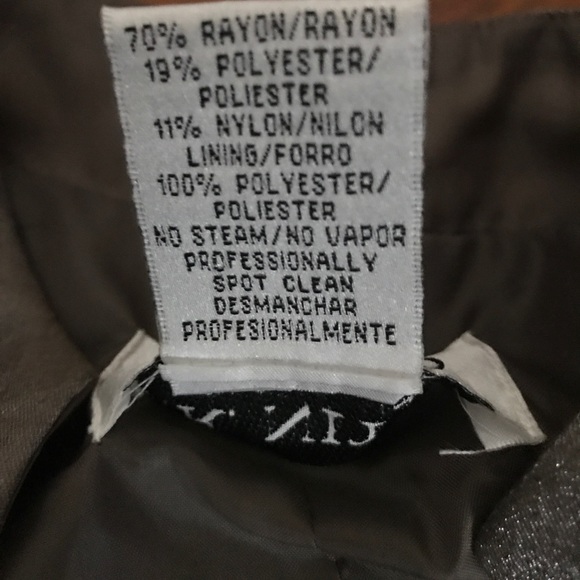 70% RAYON/RAYON
19% POLYESTER/
POLIESTER
11% NYLON/NILON
LINING/FORRO
100% POLYESTER/
POLIESTER
NO STEAM/NO VAPOR
PROFESSIONALLY
SPOT CLEAN
DESMANCHAR
PROFESIONALMENTE